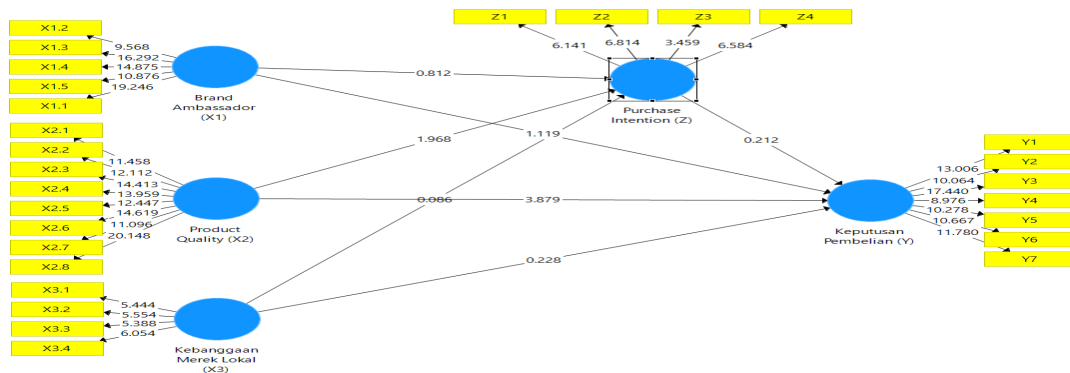 Z1
Z2
Z3
Z4
6.141
6.814
3.459
6.584
X1.2
X1.3
X1.4
X1.5
X1.1
9.568
16.292
14.875
10.876
19.246
Brand
Ambassador
(X1)
0.812
Purchase
Intention (Z)
X2.1
X2.2
X2.3
X2.4
X2.5
X2.6
X2.7
X2.8
11.458
12.112
14.413
13.959
12.447
14.619
11.096
20.148
Product
Quality (X2)
1.968
1.119
0.212
0.086
3.879
0.228
Keputusan
Pembelian (Y)
Y1
Y2
Y3
Y4
Y5
Y6
Y7
13.006
10.064
17.440
8.976
10.278
10.667
11.780
X3.1
X3.2
X3.3
X3.4
5.444
5.554
5.388
6.054
Kebanggaan
Merek Lokal
(X3)